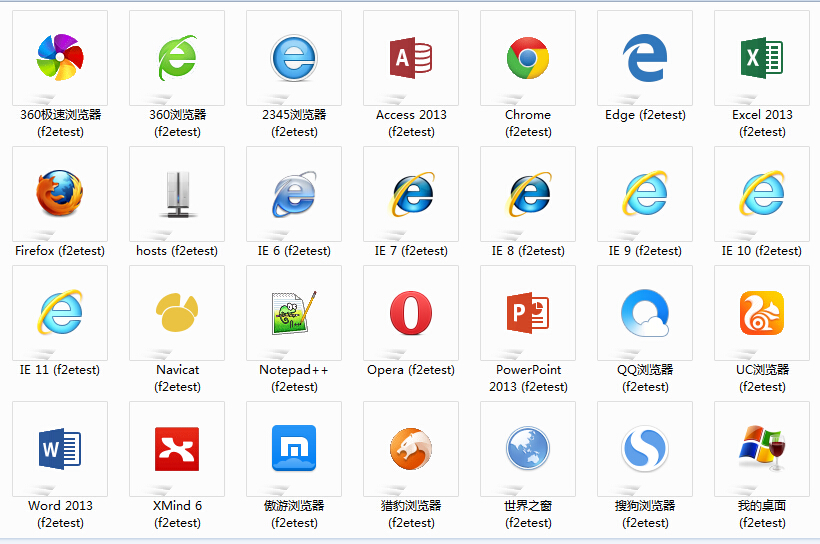 360极速浏览器
(f2etest)
360浏览器
(f2etest)
2345浏览器
(f2etest)
Access 2013
(f2etest)
Chrome
(f2etest)
Edge (f2etest)
Excel 2013
(f2etest)
Firefox (f2etest)
hosts (f2etest)
IE 6 (f2etest)
IE 7 (f2etest)
IE 8 (f2etest)
IE 9 (f2etest)
IE 10 (f2etest)
IE 11 (f2etest)
Navicat
(f2etest)
Notepad++
(f2etest)
Opera (f2etest)
PowerPoint
2013 (f2etest)
QQ浏览器
(f2etest)
UC浏览器
(f2etest)
Word 2013
(f2etest)
XMind 6
(f2etest)
傲游浏览器
(f2etest)
猎豹浏览器
(f2etest)
世界之窗
(f2etest)
搜狗浏览器
(f2etest)
我的桌面
(f2etest)